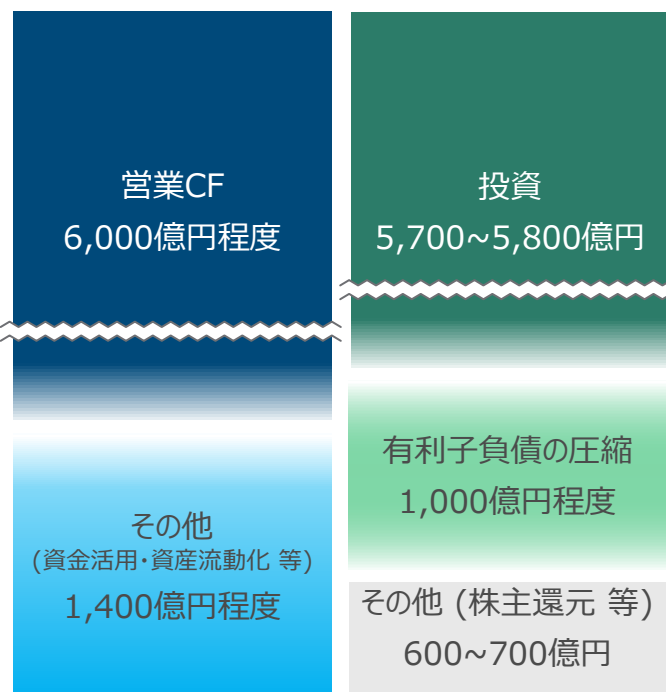 営業CF
6,000億円程度
その他
(資金活用･資産流動化 等)
1,400億円程度
投資
5,700~5,800億円
有利子負債の圧縮
1,000億円程度
その他 (株主還元 等)
600~700億円